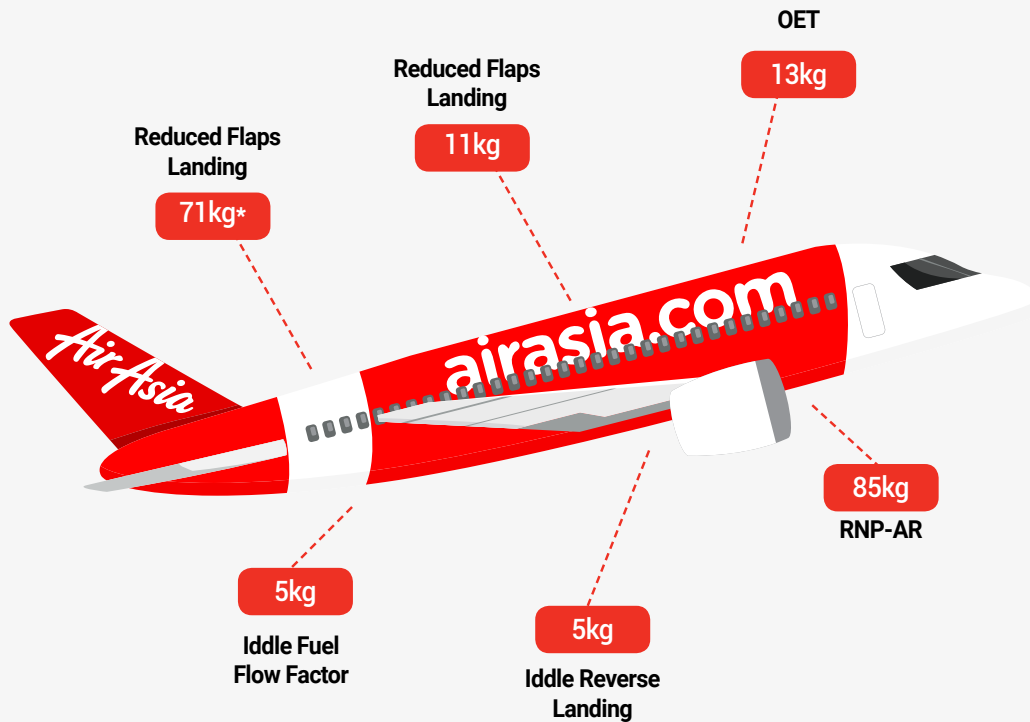 OET
13kg
Reduced Flaps
Landing
11kg
Reduced Flaps
Landing
71kg*
airasia.com
AirAsia
85kg
RNP-AR
5kg
Iddle Fuel
Flow Factor
5kg
Iddle Reverse
Landing